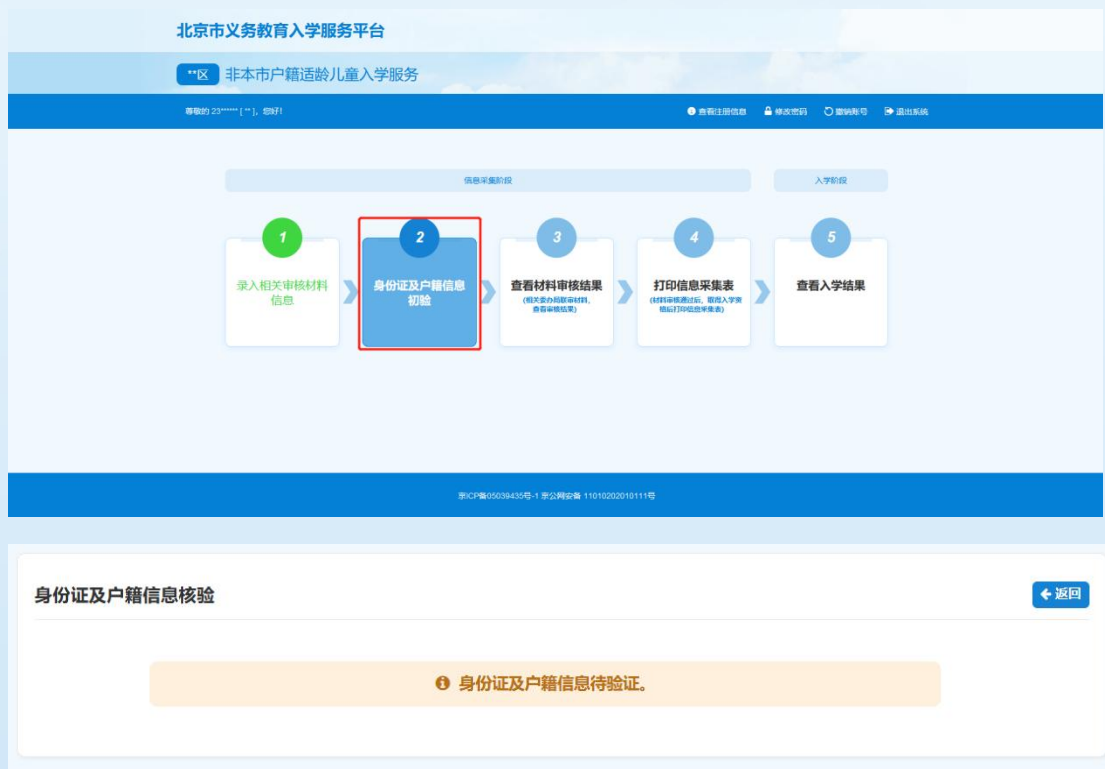 北京市义务教育入学服务平台
**区 非本市户籍适龄儿童入学服务
尊敬的 23****** [ ** ]，您好!
查看注册信息 修改密码 撤销账号 退出系统
信息采集阶段 入学阶段
1
录入相关审核材料
信息
2
身份证及户籍信息
初验
3
查看材料审核结果
(相关委办局联审材料,
查看审核结果)
4
打印信息采集表
(材料审核通过后，取得入学资
格后打印信息采集表)
5
查看入学结果
京ICP备05039435号-1 京公网安备 11010202010111号
身份证及户籍信息核验
返回
身份证及户籍信息待验证。